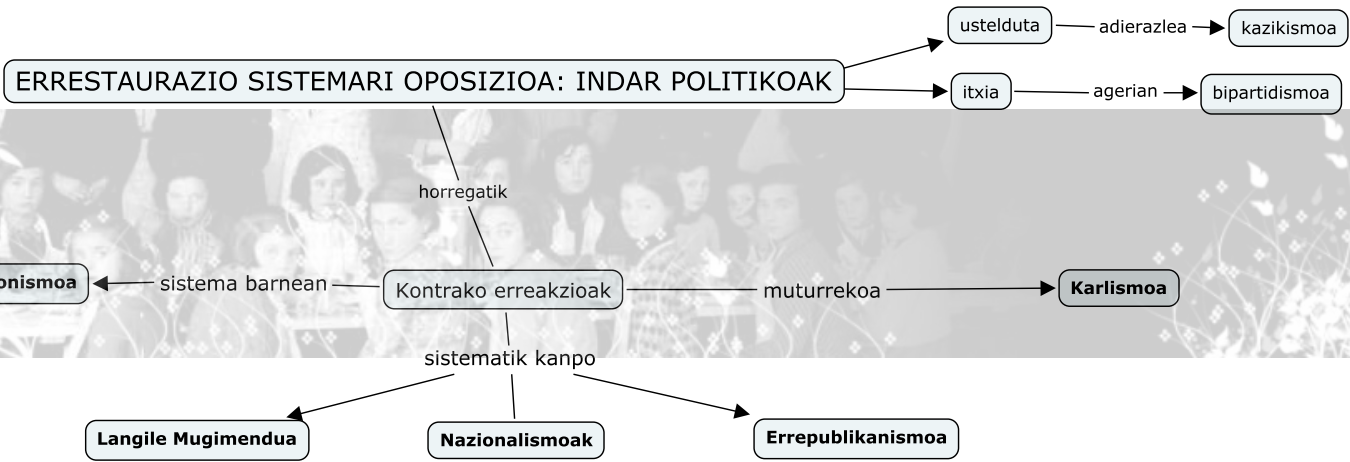 ustelduta adierazlea kazikismoa
ERRESTAURAZIO SISTEMARI OPOSIZIOA: INDAR POLITIKOAK
itxia agerian bipartidismoa
horregatik
onismoa sistema barnean Kontrako erreakzioak muturrekoa Karlismoa
sistematik kanpo
Langile Mugimendua Nazionalismoak Errepublikanismoa